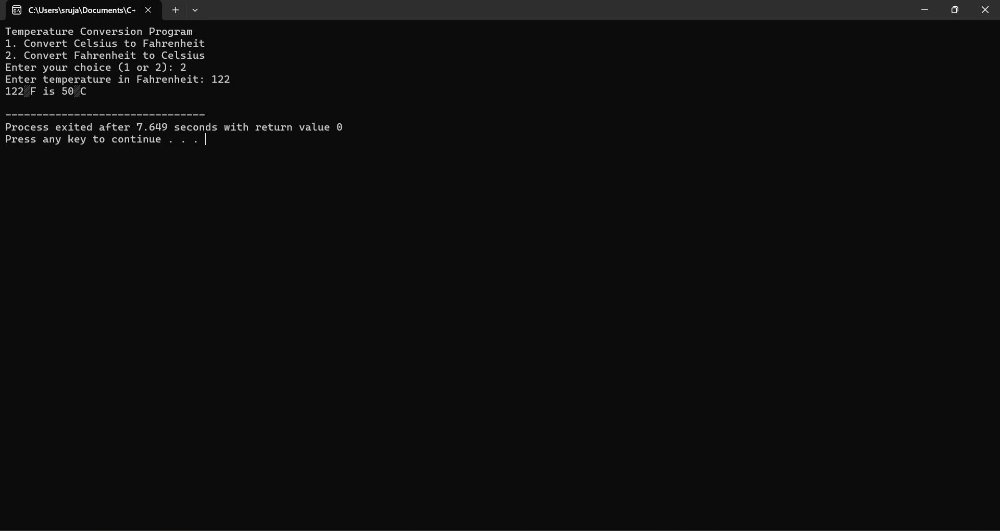 C:\Users\sruja\Documents\C+
Temperature Conversion Program
1. Convert Celsius to Fahrenheit
2. Convert Fahrenheit to Celsius
Enter your choice (1 or 2): 2
Enter temperature in Fahrenheit: 122
122▒F is 50▒C
--------------------------------
Process exited after 7.649 seconds with return value 0
Press any key to continue . . .